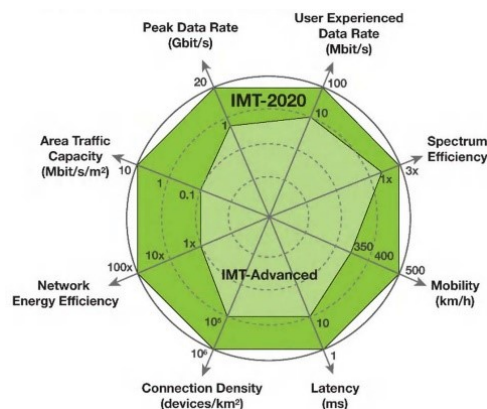 Peak Data Rate
(Gbit/s)
User Experienced
Data Rate
(Mbit/s)
20
100
IMT-2020
1
10
Area Traffic
Capacity
(Mbit/s/m²)
Spectrum
Efficiency
10
1
0.1
1x
3x
1x
10x
100x
350
400
500
Network
Energy Efficiency
IMT-Advanced
Mobility
(km/h)
10⁵
10⁶
10
1
Connection Density
(devices/km²)
Latency
(ms)